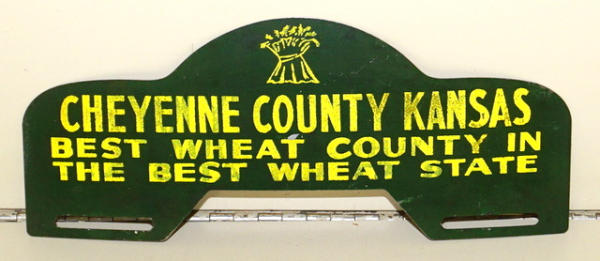 CHEYENNE COUNTY KANSAS
BEST WHEAT COUNTY IN
THE BEST WHEAT STATE